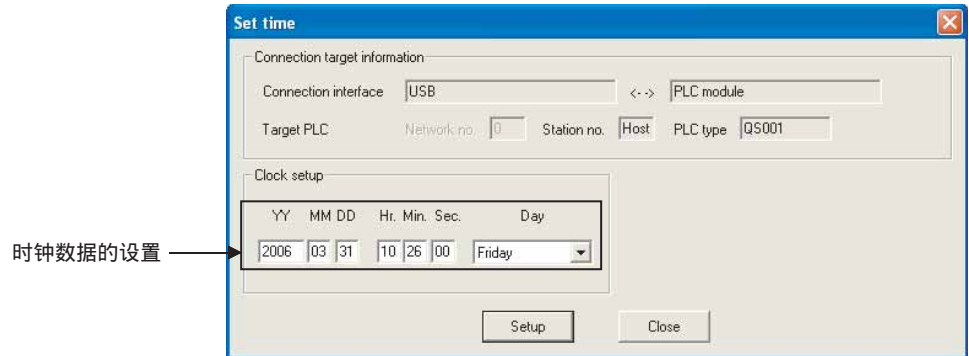 Set time
Connection target information
Connection interface USB <--> PLC module
Target PLC Network no. 0 Station no. Host PLC type QS001
Clock setup
YY MM DD Hr. Min. Sec. Day
时钟数据的设置 2006 03 31 10 26 00 Friday
Setup Close